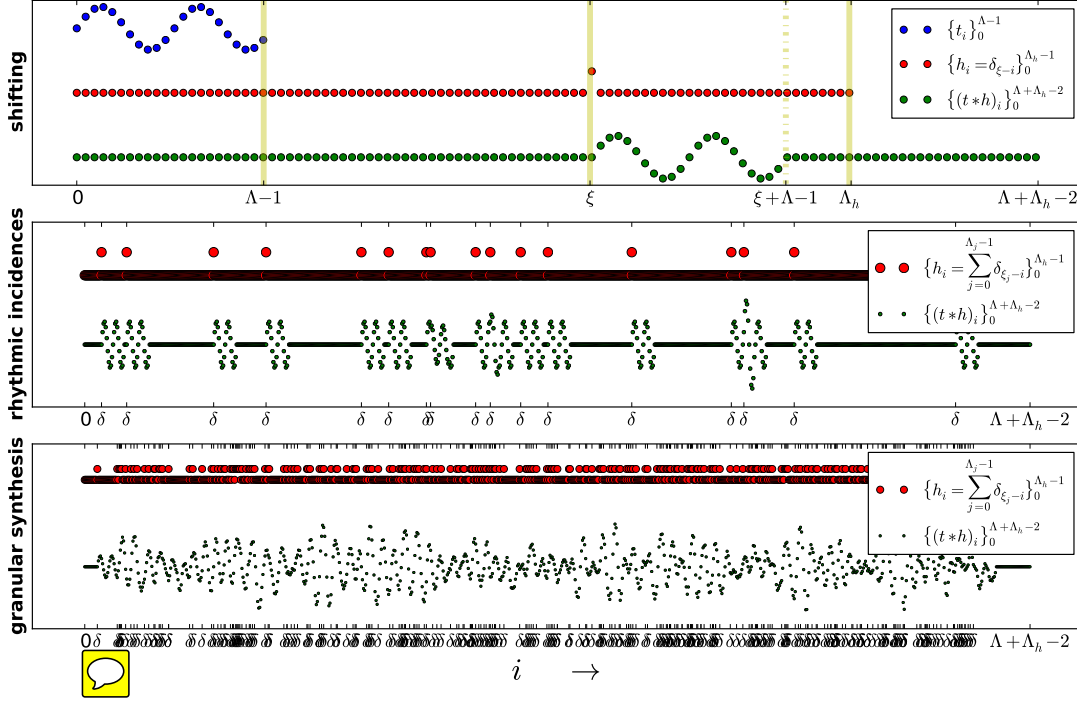 shifting
{t_i}_0^{Λ−1}
{h_i = δ_{ξ−i}}_0^{Λ_h−1}
{(t∗h)_i}_0^{Λ+Λ_h−2}
0 Λ−1 ξ ξ+Λ−1 Λ_h Λ+Λ_h−2
rhythmic incidences
{h_i = ∑_{j=0}^{Λ_j−1} δ_{ξ_j−i}}_0^{Λ_h−1}
{(t∗h)_i}_0^{Λ+Λ_h−2}
0 δ δ δ δ δ δ δ δ δ δ δ δ δ δ δ δ δ Λ+Λ_h−2
granular synthesis
{h_i = ∑_{j=0}^{Λ_j−1} δ_{ξ_j−i}}_0^{Λ_h−1}
{(t∗h)_i}_0^{Λ+Λ_h−2}
0 δ Λ+Λ_h−2
i →